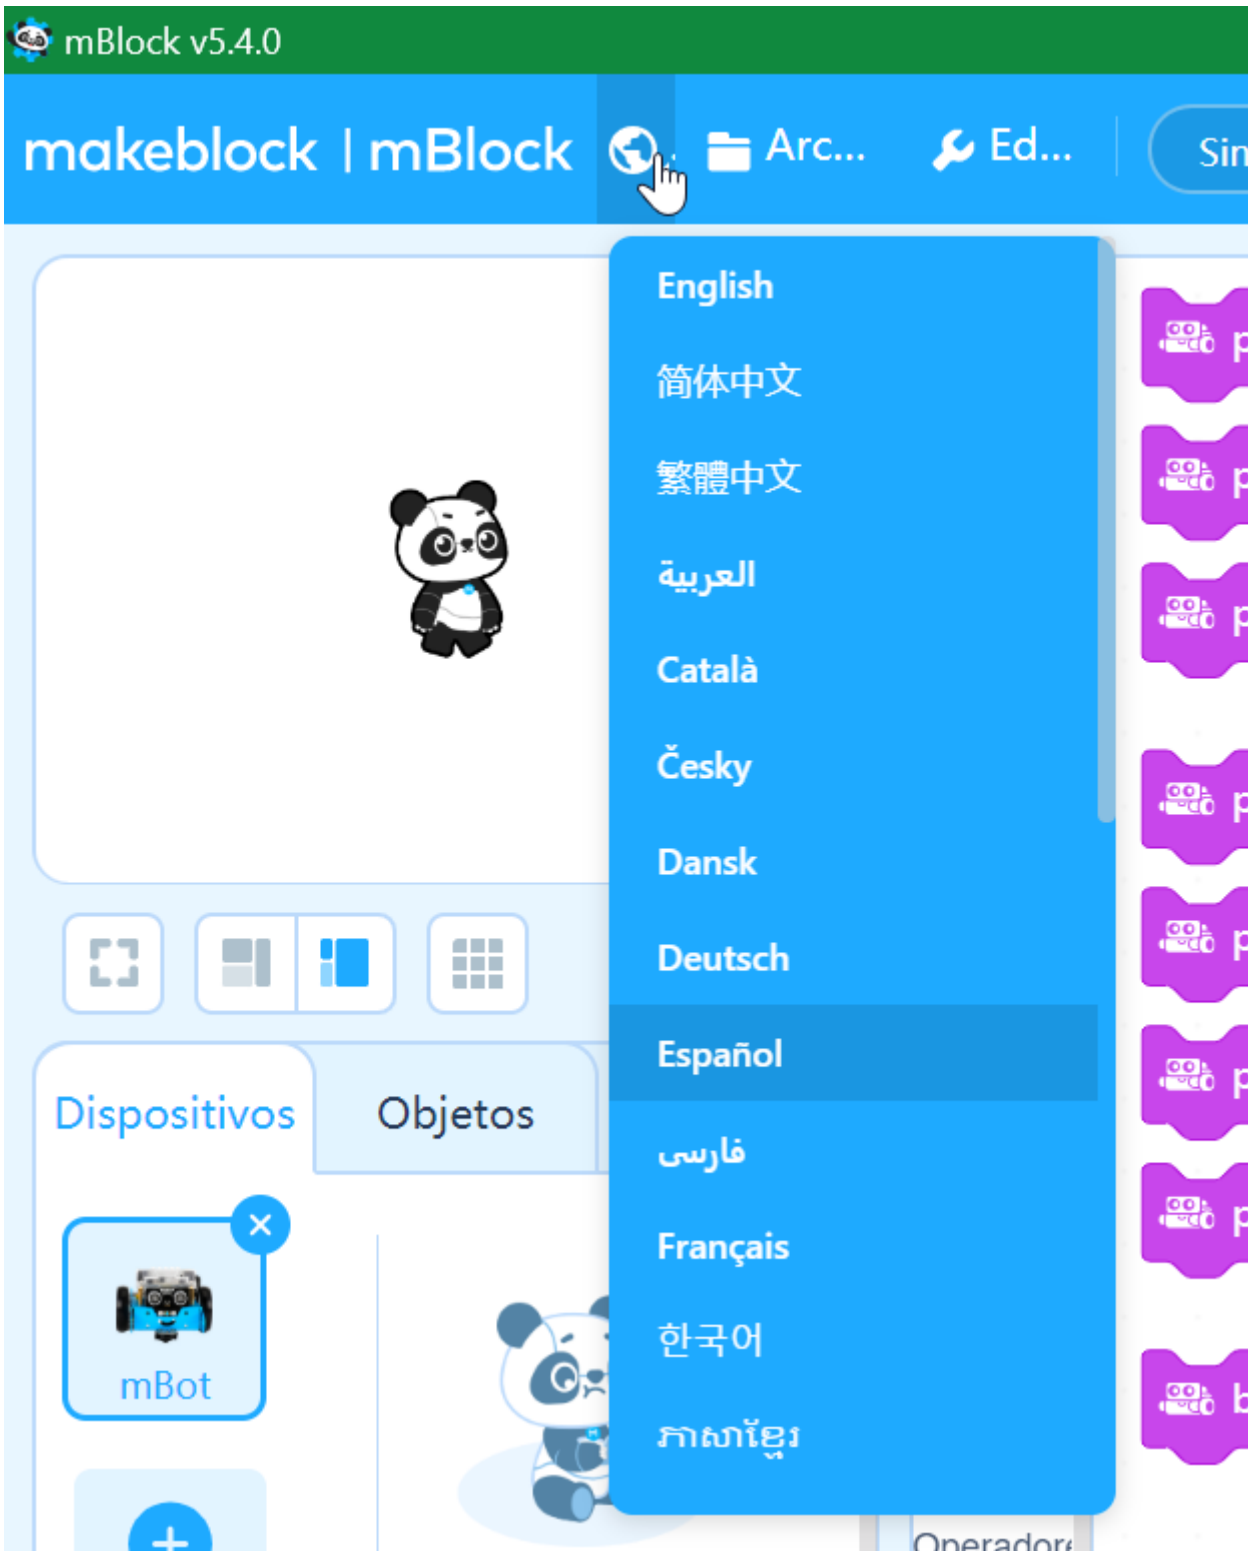 mBlock v5.4.0
makeblock | mBlock
Arc...
Ed...
Sin
English
简体中文
繁體中文
العربية
Català
Česky
Dansk
Deutsch
Español
فارسی
Français
한국어
ភាសាខ្មែរ
Dispositivos
Objetos
mBot